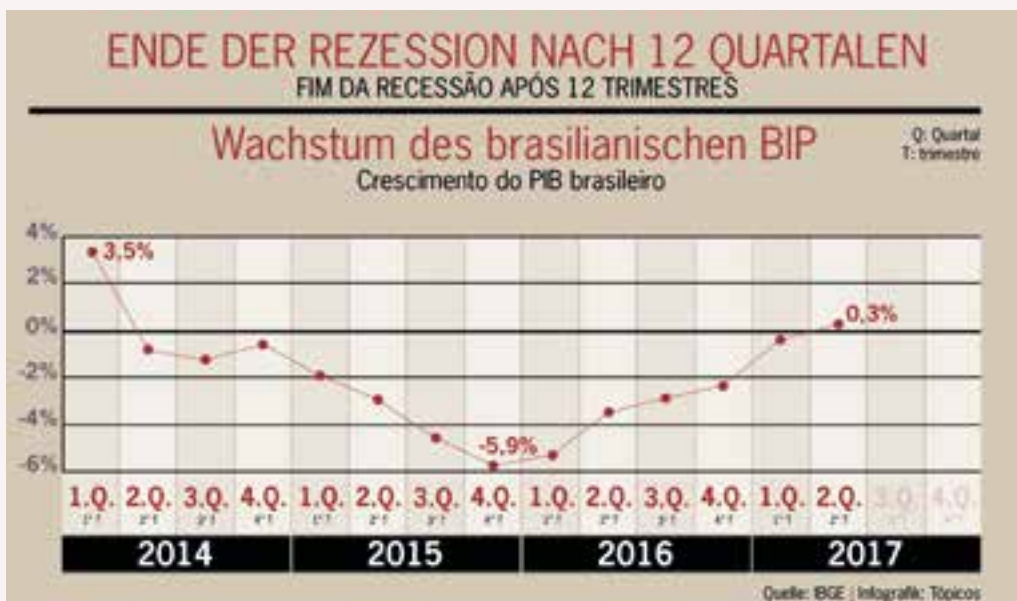 ENDE DER REZESSION NACH 12 QUARTALEN
FIM DA RECESSÃO APÓS 12 TRIMESTRES
Wachstum des brasilianischen BIP
Crescimento do PIB brasileiro
Q: Quartal
T: trimestre
4%
2%
0%
-2%
-4%
-6%
3,5%
-5,9%
0,3%
1.Q. 2.Q. 3.Q. 4.Q. 1.Q. 2.Q. 3.Q. 4.Q. 1.Q. 2.Q. 3.Q. 4.Q. 1.Q. 2.Q. 3.Q. 4.Q.
2014 2015 2016 2017
Quelle: IBGE | Infografik: Tópicos